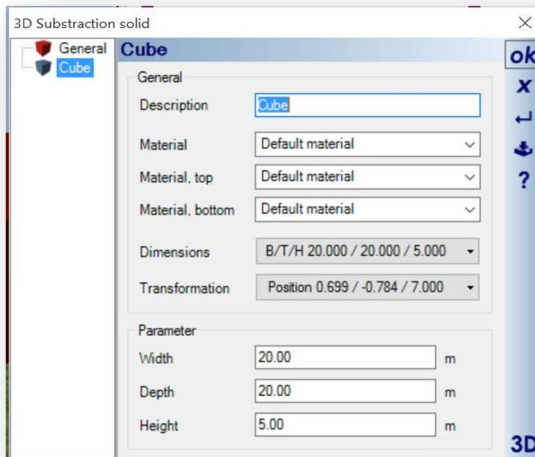 3D Substraction solid
General
Cube
Cube
ok
x
?
3D
General
Description Cube
Material Default material
Material, top Default material
Material, bottom Default material
Dimensions B/T/H 20.000 / 20.000 / 5.000
Transformation Position 0.699 / -0.784 / 7.000
Parameter
Width 20.00 m
Depth 20.00 m
Height 5.00 m